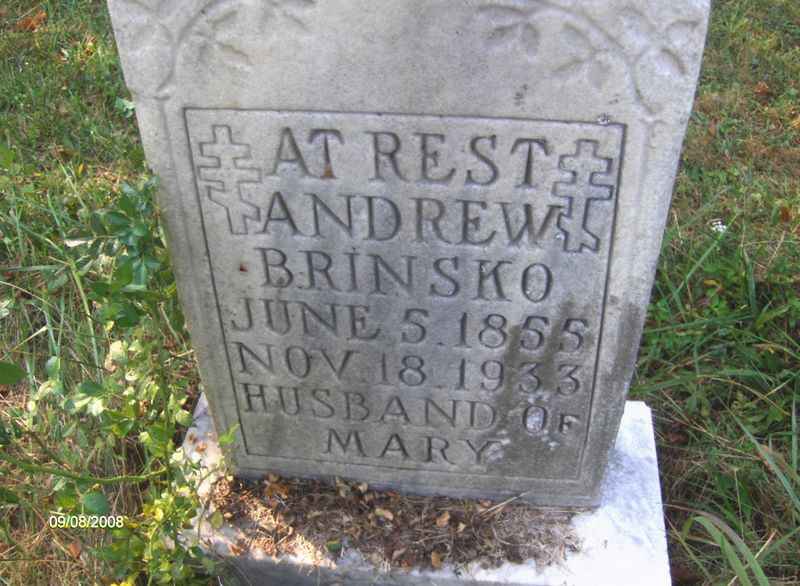 AT REST
ANDREW
BRINSKO
JUNE 5. 1855
NOV 18. 1933
HUSBAND OF
MARY
09/08/2008